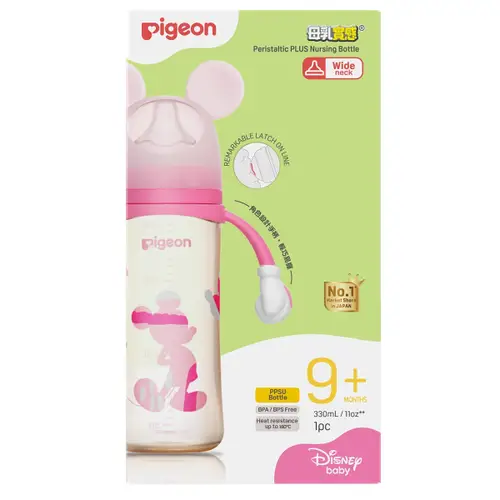 pigeon
母乳實感®
Peristaltic PLUS Nursing Bottle
Wide
neck
REMARKABLE LATCH ON LINE
pigeon
No.1
Market Share
in JAPAN
PPSU
Bottle
BPA / BPS Free
Heat resistance
up to 180°C
9+
MONTHS
330mL / 11oz**
1pc
Disney
baby